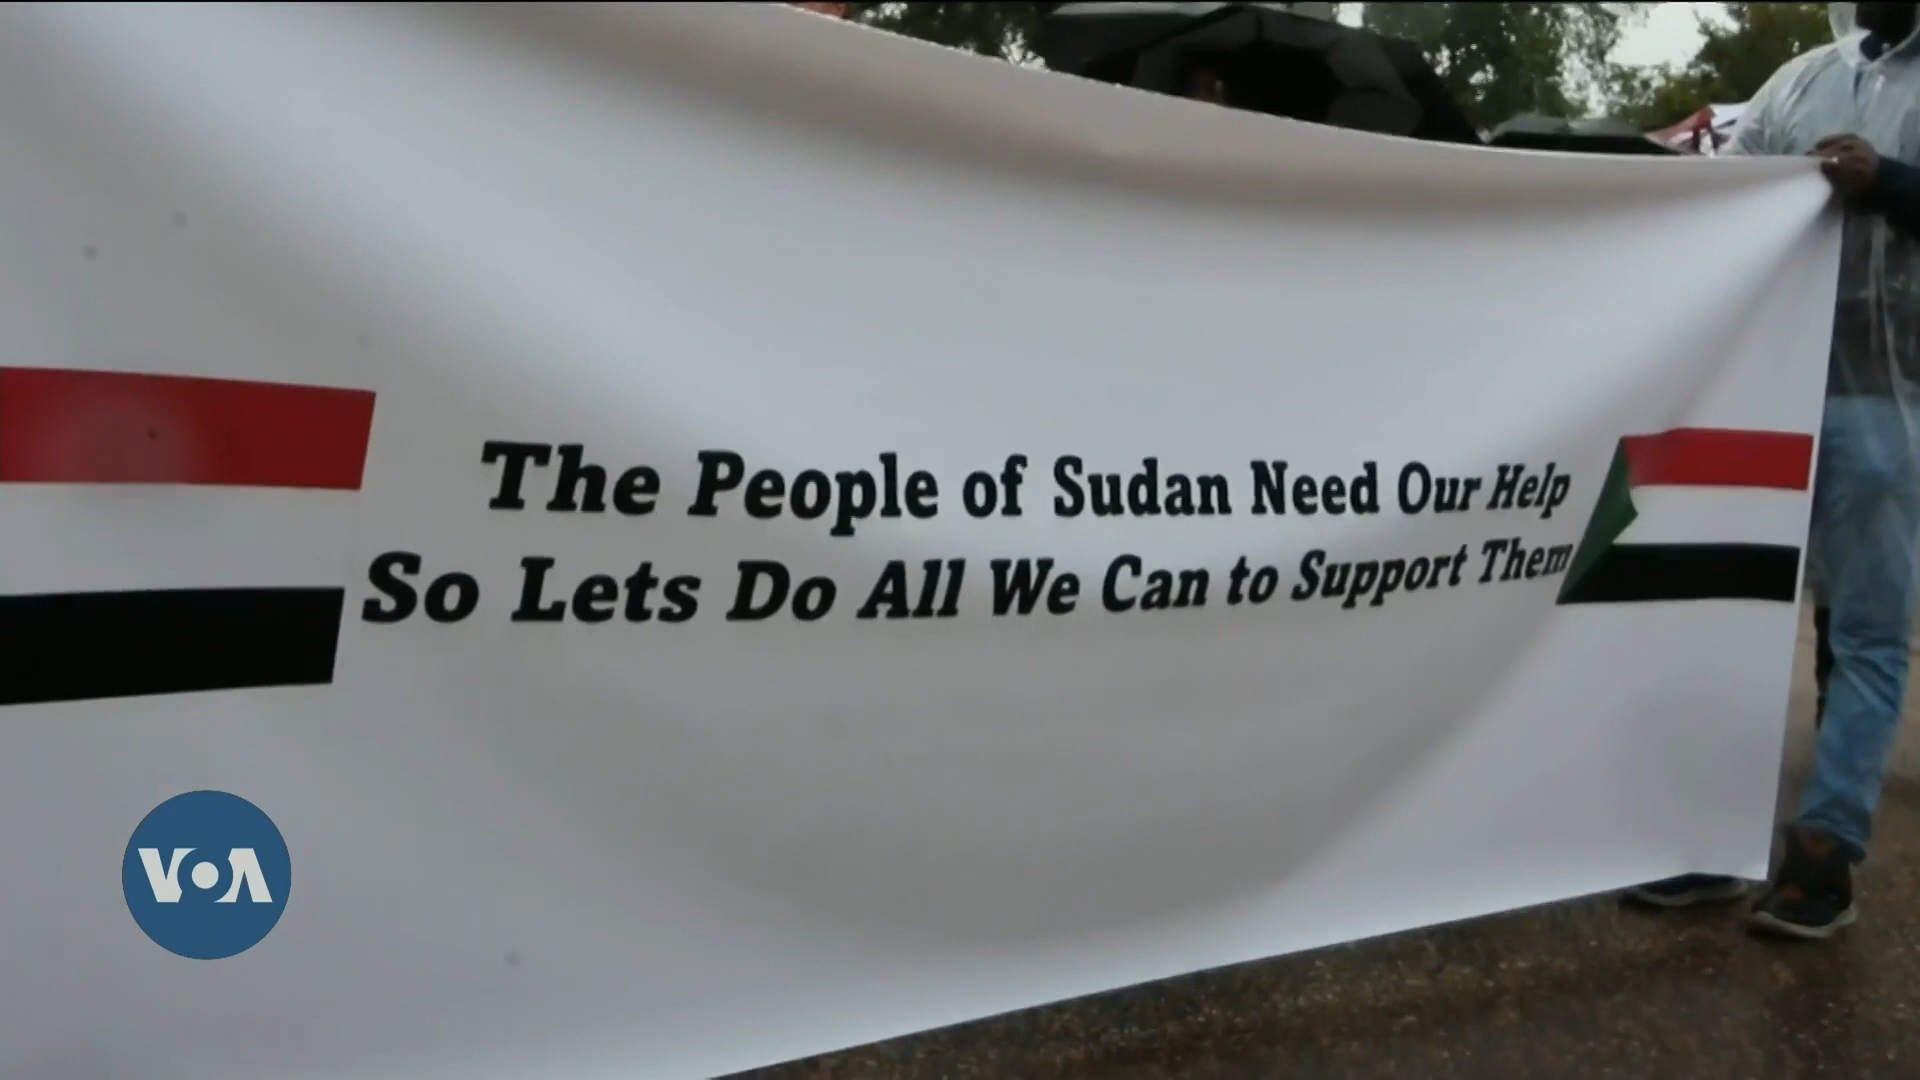 The People of Sudan Need Our Help
So Lets Do All We Can to Support Them
VOA